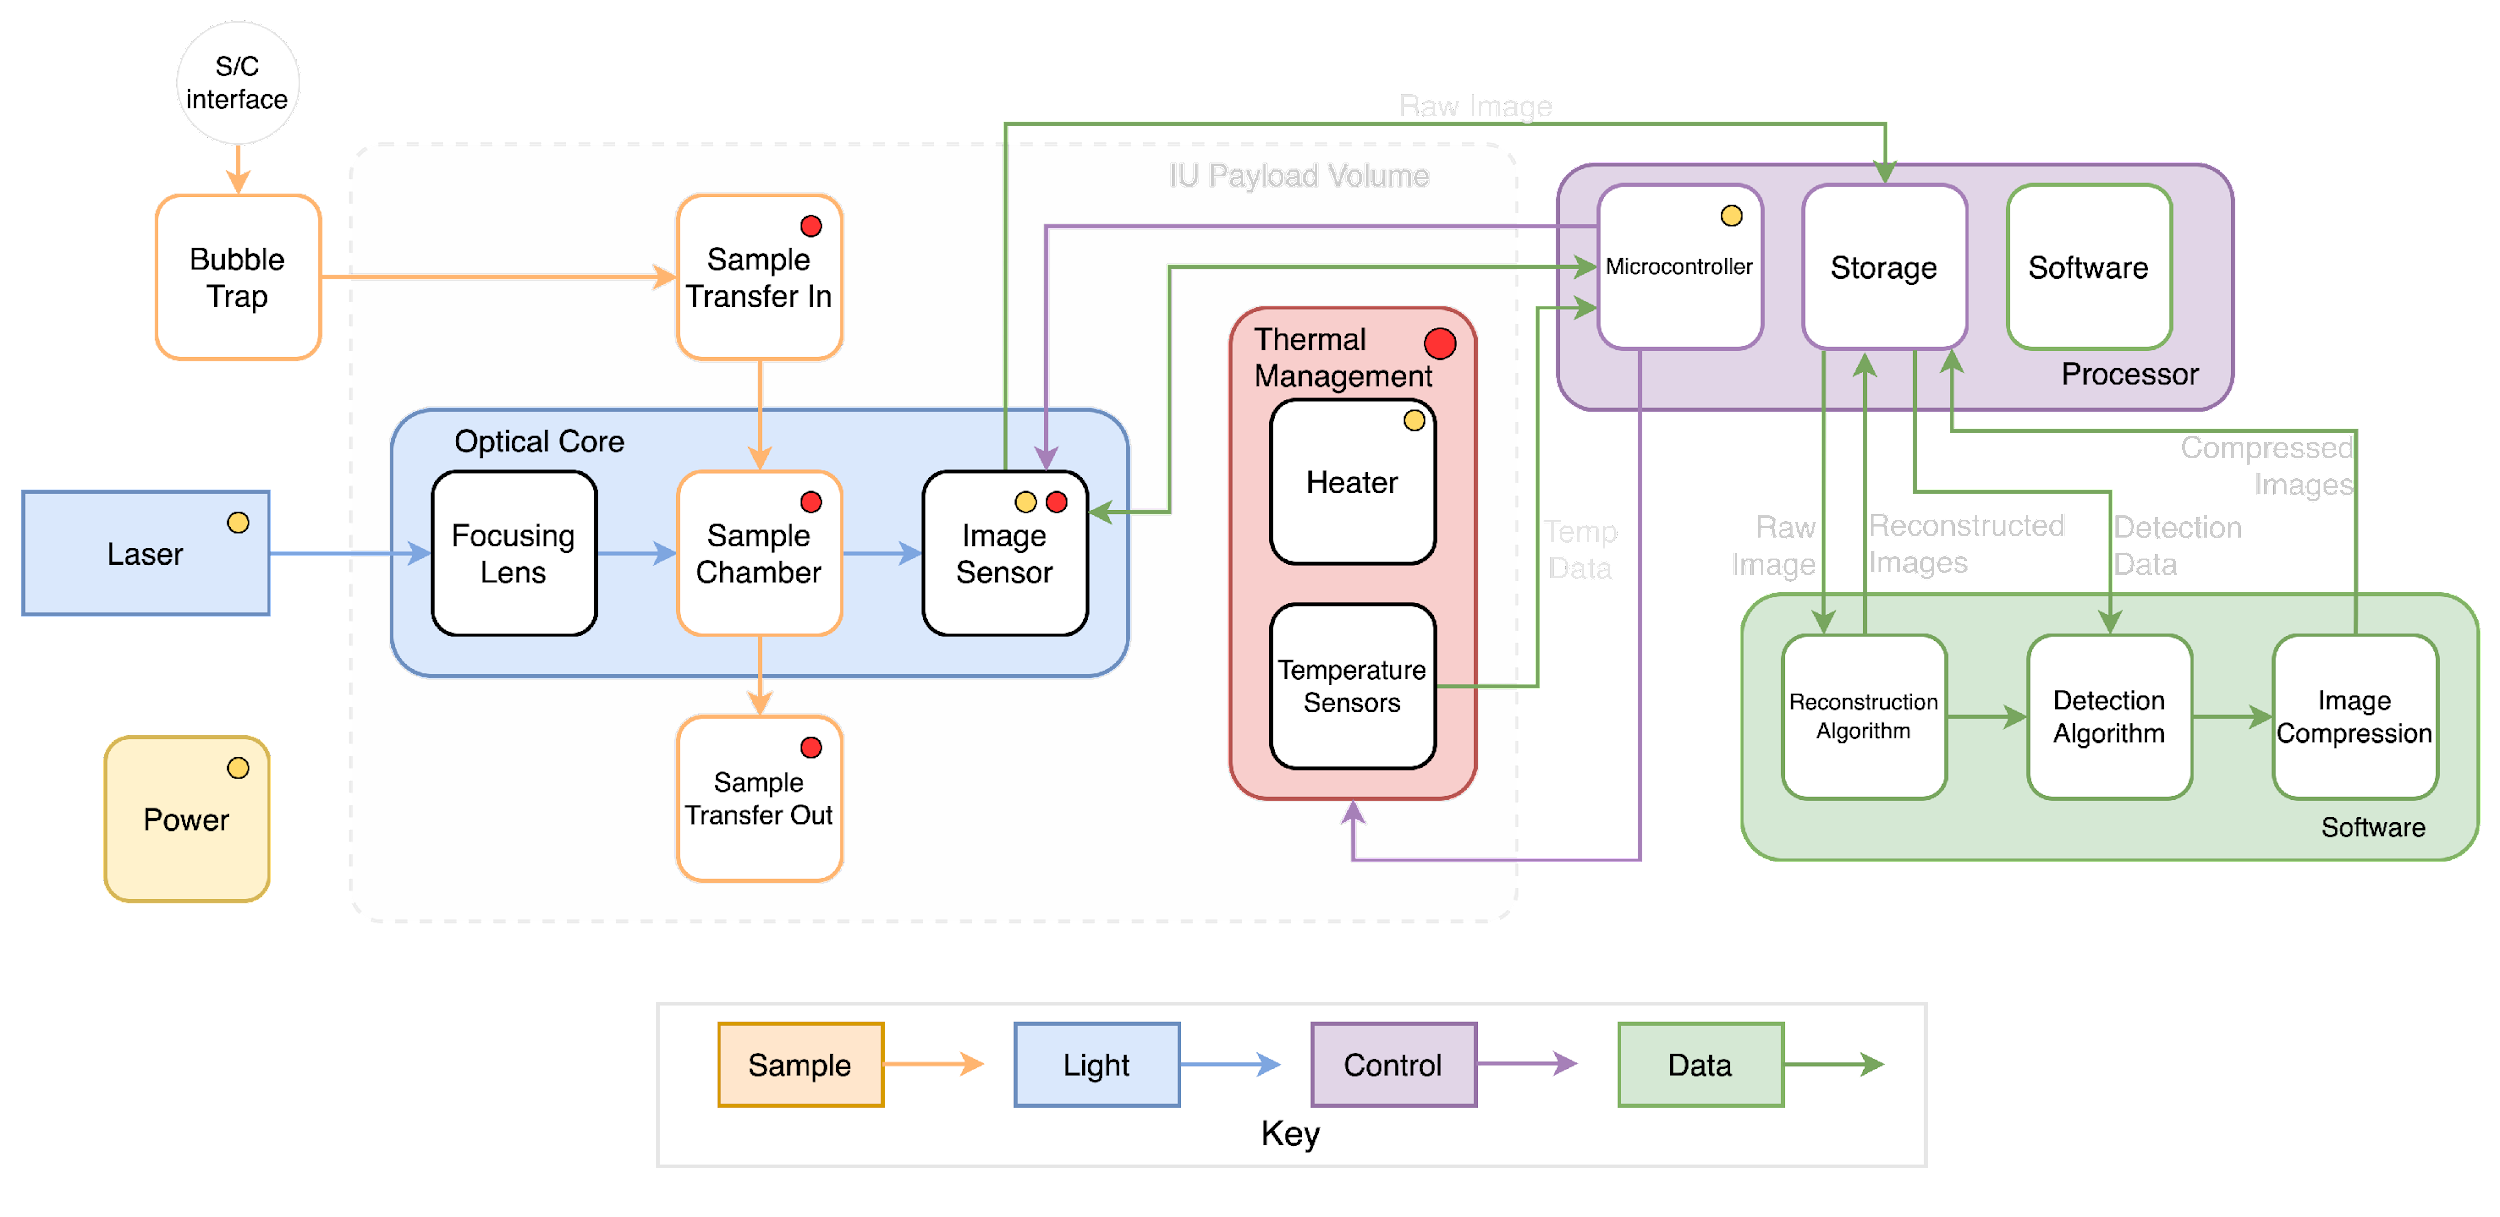 S/C
interface
Raw Image
IU Payload Volume
Bubble
Trap
Sample
Transfer In
Microcontroller
Storage
Software
Processor
Thermal
Management
Heater
Temperature
Sensors
Optical Core
Laser
Focusing
Lens
Sample
Chamber
Image
Sensor
Sample
Transfer Out
Power
Temp
Data
Raw
Image
Reconstructed
Images
Detection
Data
Compressed
Images
Reconstruction
Algorithm
Detection
Algorithm
Image
Compression
Software
Sample
Light
Control
Data
Key